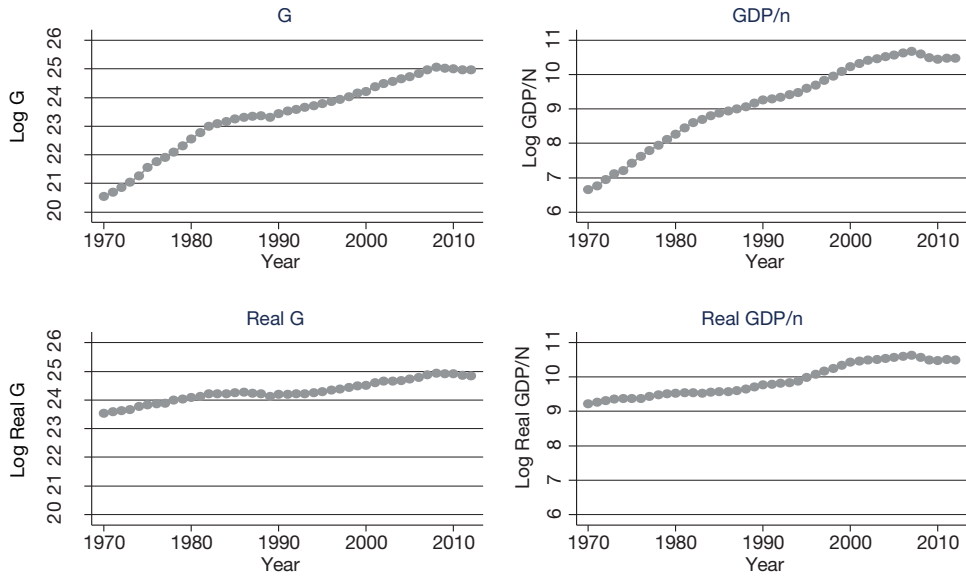 G
Log G
26
25
24
23
22
21
20
1970 1980 1990 2000 2010
Year
GDP/n
Log GDP/N
11
10
9
8
7
6
1970 1980 1990 2000 2010
Year
Real G
Log Real G
26
25
24
23
22
21
20
1970 1980 1990 2000 2010
Year
Real GDP/n
Log Real GDP/N
11
10
9
8
7
6
1970 1980 1990 2000 2010
Year